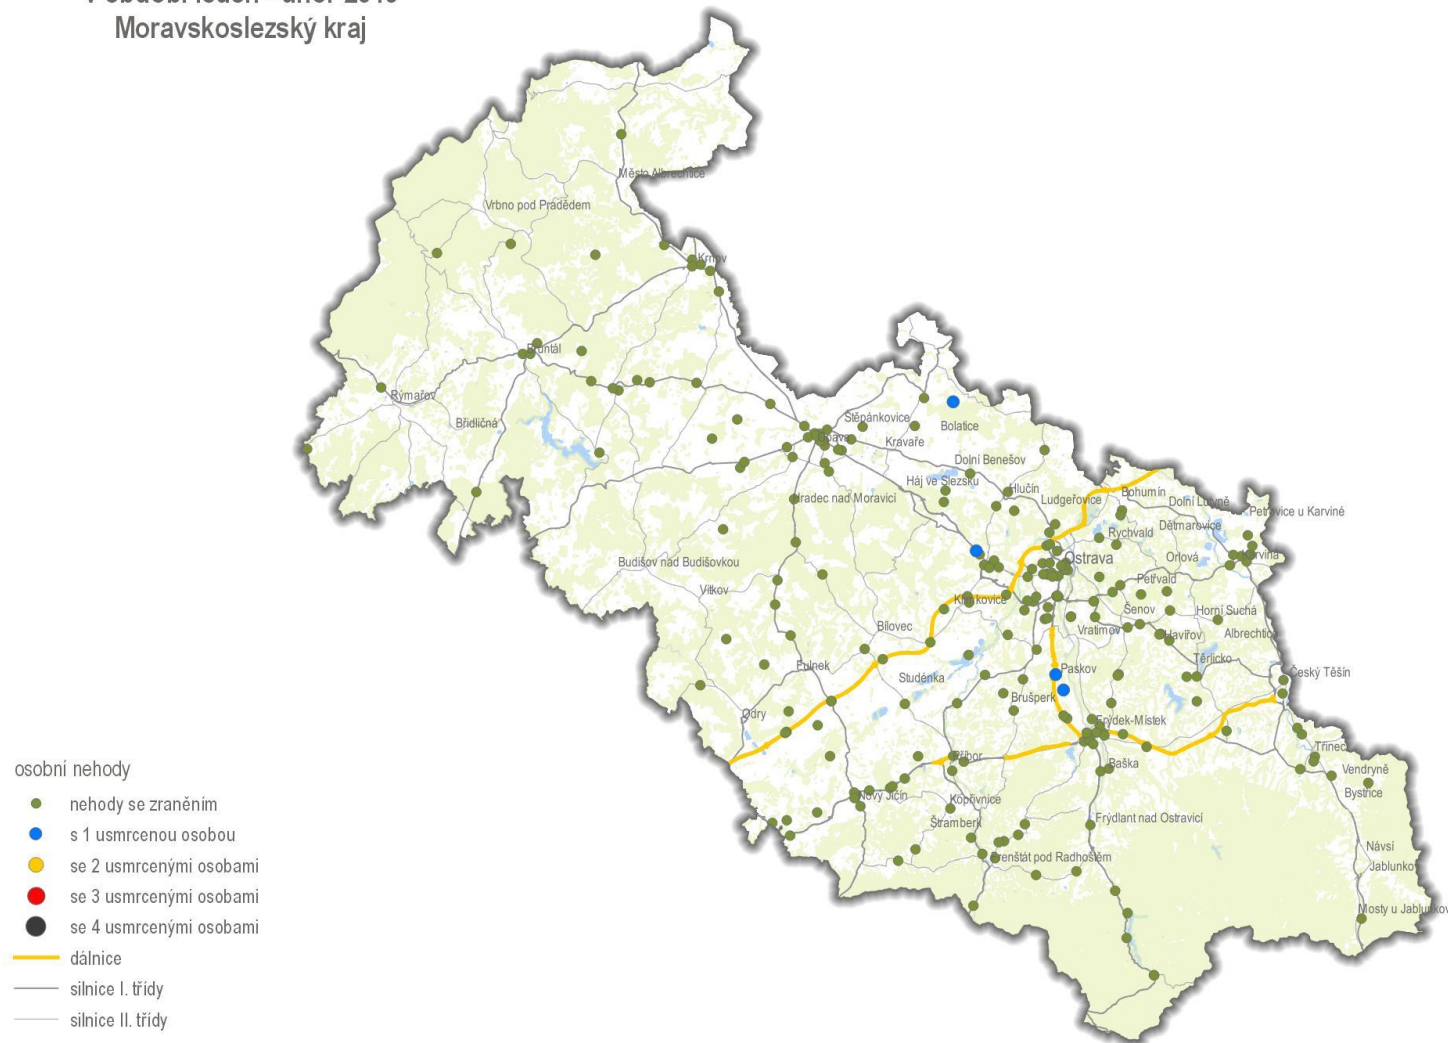 Moravskoslezský kraj
Město Albrechtice
Vrbno pod Pradědem
Krnov
Bruntál
Rýmařov
Břidličná
Štěpánkovice
Bolatice
Opava
Kravaře
Dolní Benešov
Háj ve Slezsku
Hlučín
Ludgeřovice
Bohumín
Dolní Lutyně
Petrovice u Karviné
Hradec nad Moravicí
Dětmarovice
Rychvald
Karviná
Orlová
Ostrava
Budišov nad Budišovkou
Vítkov
Petřvald
Klimkovice
Šenov
Horní Suchá
Bílovec
Vratimov
Havířov
Albrechtice
Těrlicko
Fulnek
Studénka
Paskov
Český Těšín
Brušperk
Odry
Frýdek-Místek
Třinec
Příbor
Baška
Vendryně
Bystřice
Nový Jičín
Kopřivnice
Štramberk
Frýdlant nad Ostravicí
Návsí
Frenštát pod Radhoštěm
Jablunkov
Mosty u Jablunkova
osobní nehody
nehody se zraněním
s 1 usmrcenou osobou
se 2 usmrcenými osobami
se 3 usmrcenými osobami
se 4 usmrcenými osobami
dálnice
silnice I. třídy
silnice II. třídy